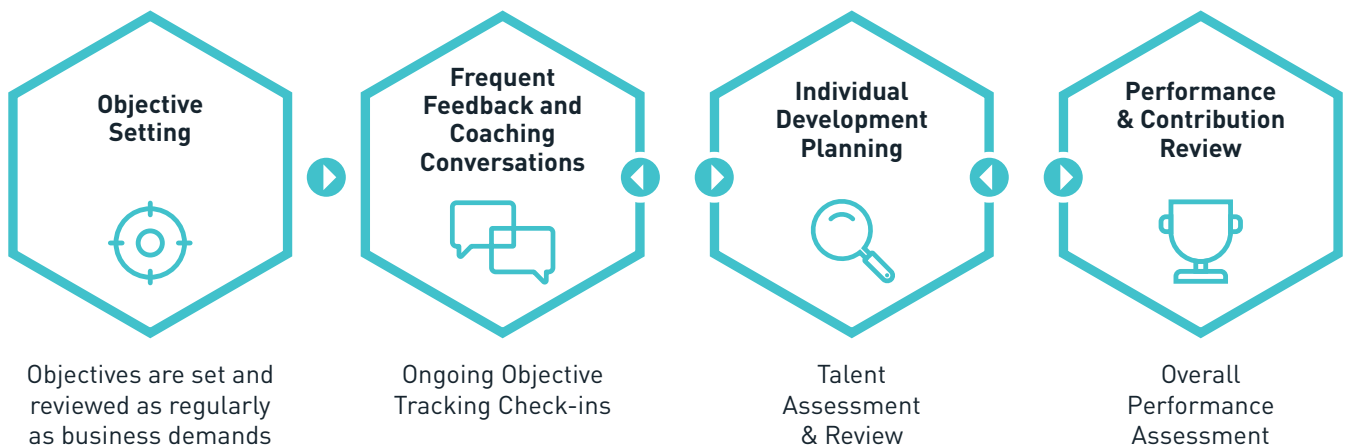 Objective
Setting
Objectives are set and
reviewed as regularly
as business demands
Frequent
Feedback and
Coaching
Conversations
Ongoing Objective
Tracking Check-ins
Individual
Development
Planning
Talent
Assessment
& Review
Performance
& Contribution
Review
Overall
Performance
Assessment